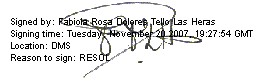 Signed by: Fabiola Rosa Dolores Tello Las Heras
Signing time: Tuesday, November 20 2007, 19:27:54 GMT
Location: DMS
Reason to sign: RESOL